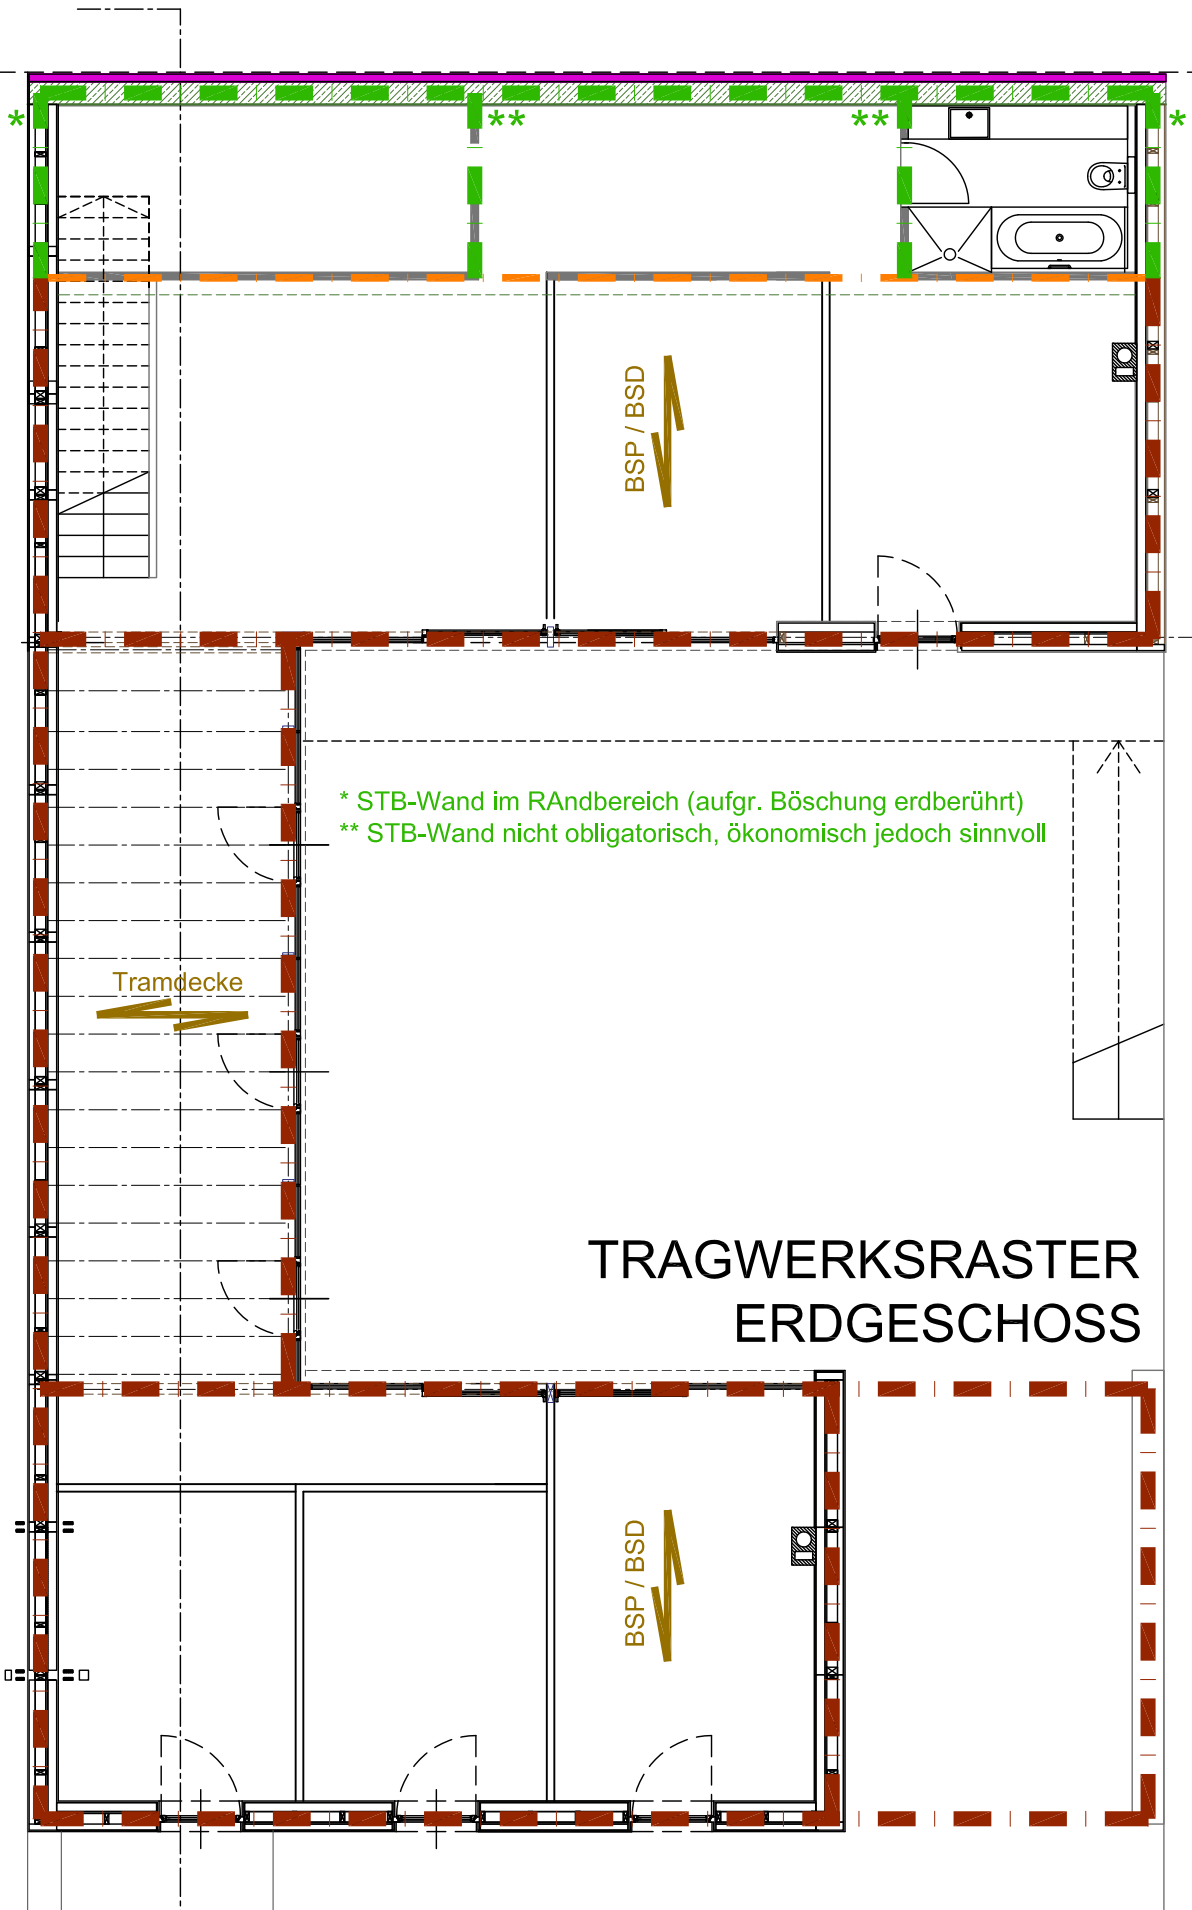 *
**
**
*
BSP / BSD
* STB-Wand im RAndbereich (aufgr. Böschung erdberührt)
** STB-Wand nicht obligatorisch, ökonomisch jedoch sinnvoll
Tramdecke
TRAGWERKSRASTER
ERDGESCHOSS
BSP / BSD